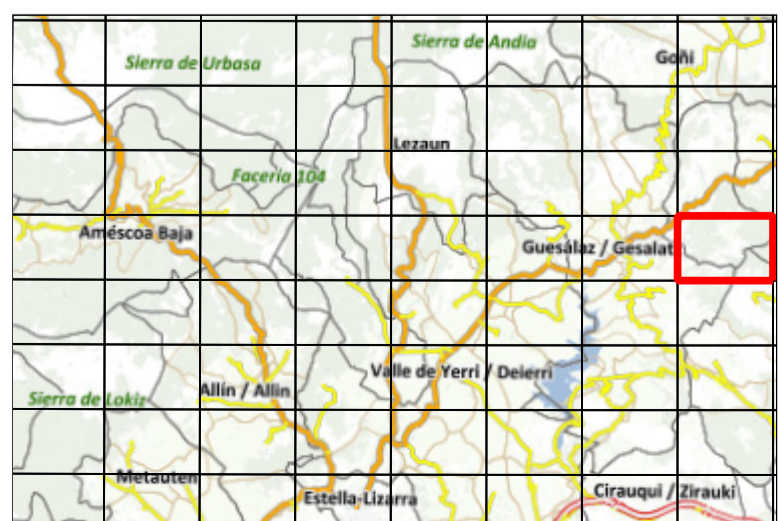 Sierra de Andia
Goñi
Sierra de Urbasa
Lezaun
Facería 104
Améscoa Baja
Guesálaz / Gesalatz
Valle de Yerri / Deierri
Allín / Allin
Sierra de Lokiz
Metauten
Cirauqui / Zirauki
Estella-Lizarra